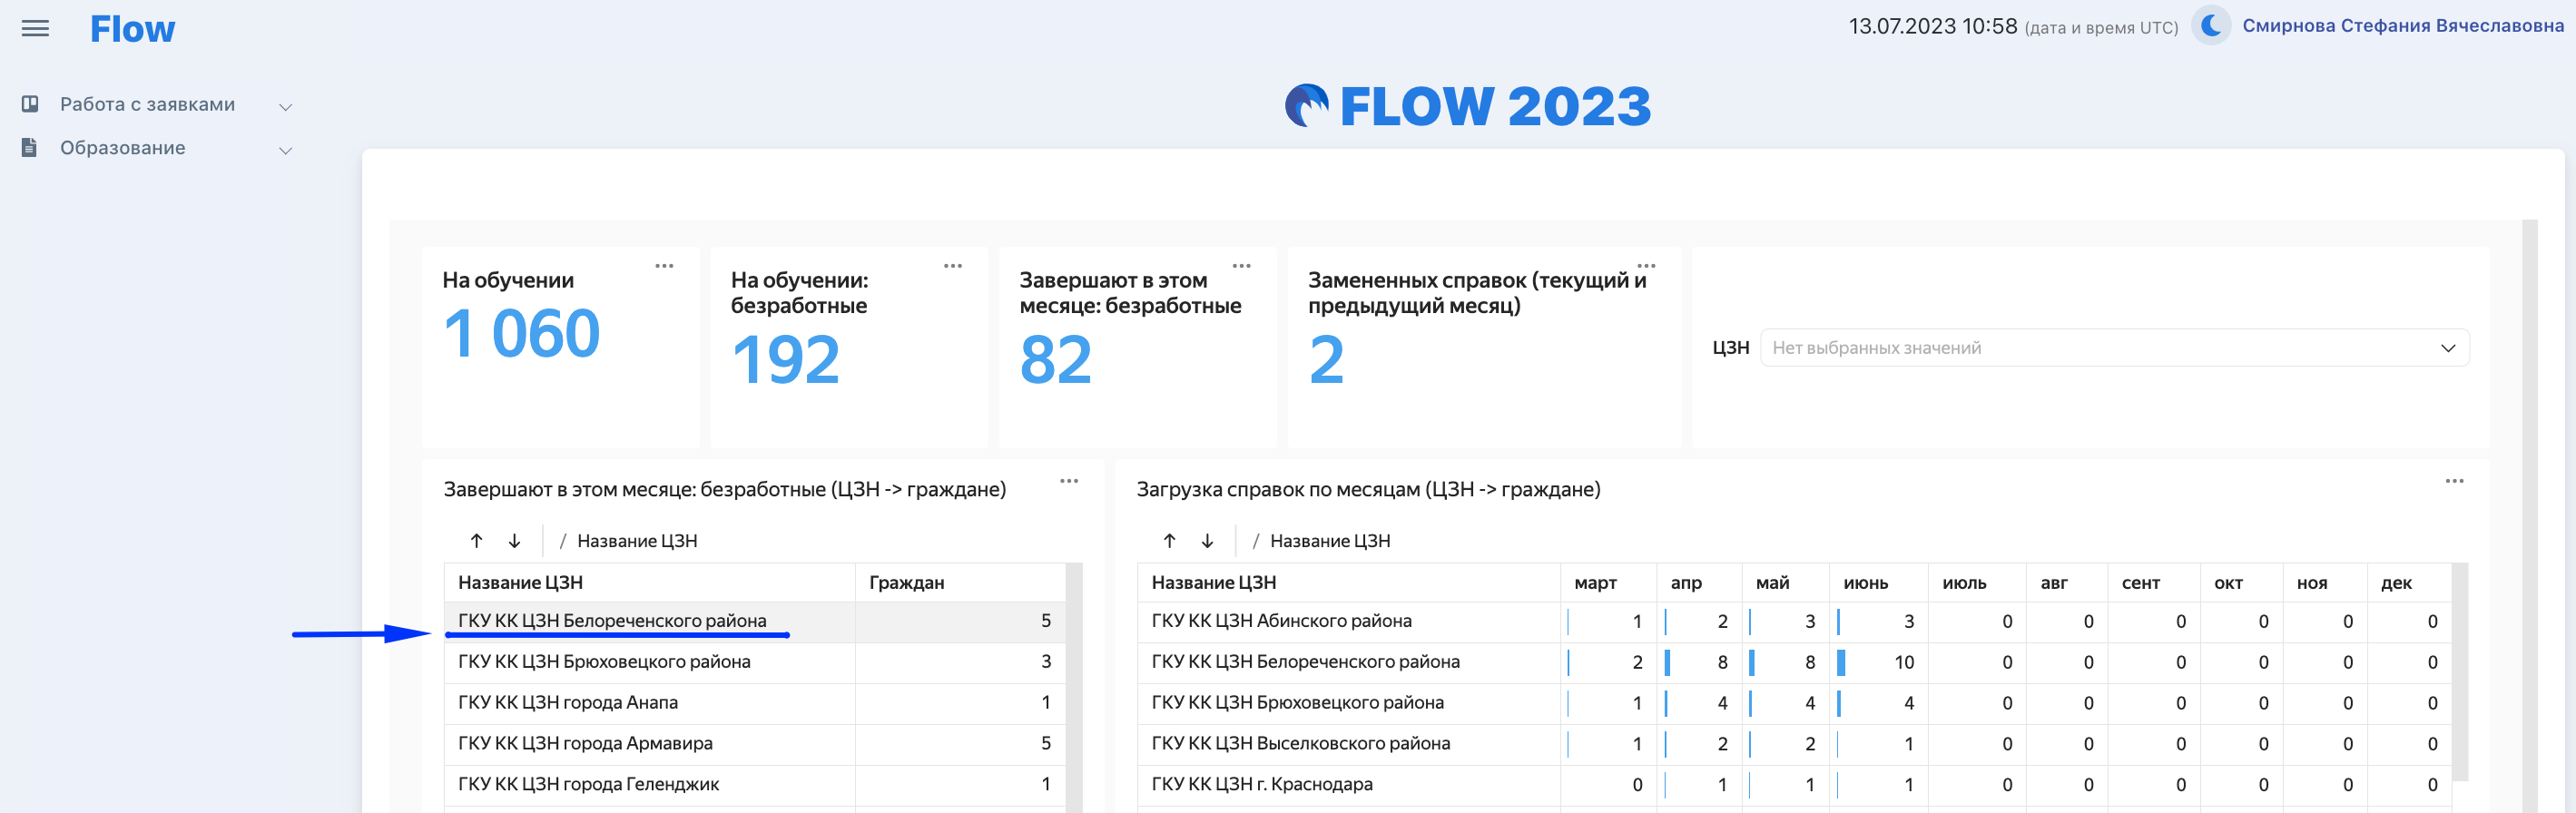 Flow
13.07.2023 10:58 (дата и время UTC)
Смирнова Стефания Вячеславовна
Работа с заявками
Образование
FLOW 2023
На обучении
1 060
На обучении:
безработные
192
Завершают в этом
месяце: безработные
82
Замененных справок (текущий и
предыдущий месяц)
2
ЦЗН Нет выбранных значений
Завершают в этом месяце: безработные (ЦЗН -> граждане)
/ Название ЦЗН
Название ЦЗН Граждан
ГКУ КК ЦЗН Белореченского района 5
ГКУ КК ЦЗН Брюховецкого района 3
ГКУ КК ЦЗН города Анапа 1
ГКУ КК ЦЗН города Армавира 5
ГКУ КК ЦЗН города Геленджик 1
Загрузка справок по месяцам (ЦЗН -> граждане)
/ Название ЦЗН
Название ЦЗН март апр май июнь июль авг сент окт ноя дек
ГКУ КК ЦЗН Абинского района 1 2 3 3 0 0 0 0 0 0
ГКУ КК ЦЗН Белореченского района 2 8 8 10 0 0 0 0 0 0
ГКУ КК ЦЗН Брюховецкого района 1 4 4 4 0 0 0 0 0 0
ГКУ КК ЦЗН Выселковского района 1 2 2 1 0 0 0 0 0 0
ГКУ КК ЦЗН г. Краснодара 0 1 1 1 0 0 0 0 0 0